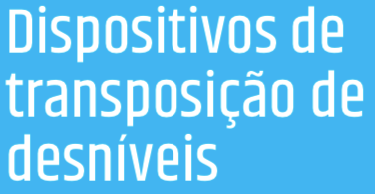 Dispositivos de
transposição de
desníveis